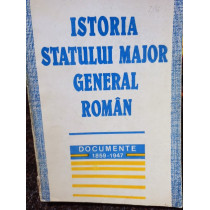 ISTORIA
STATULUI MAJOR
GENERAL
ROMÂN
DOCUMENTE
1859-1947